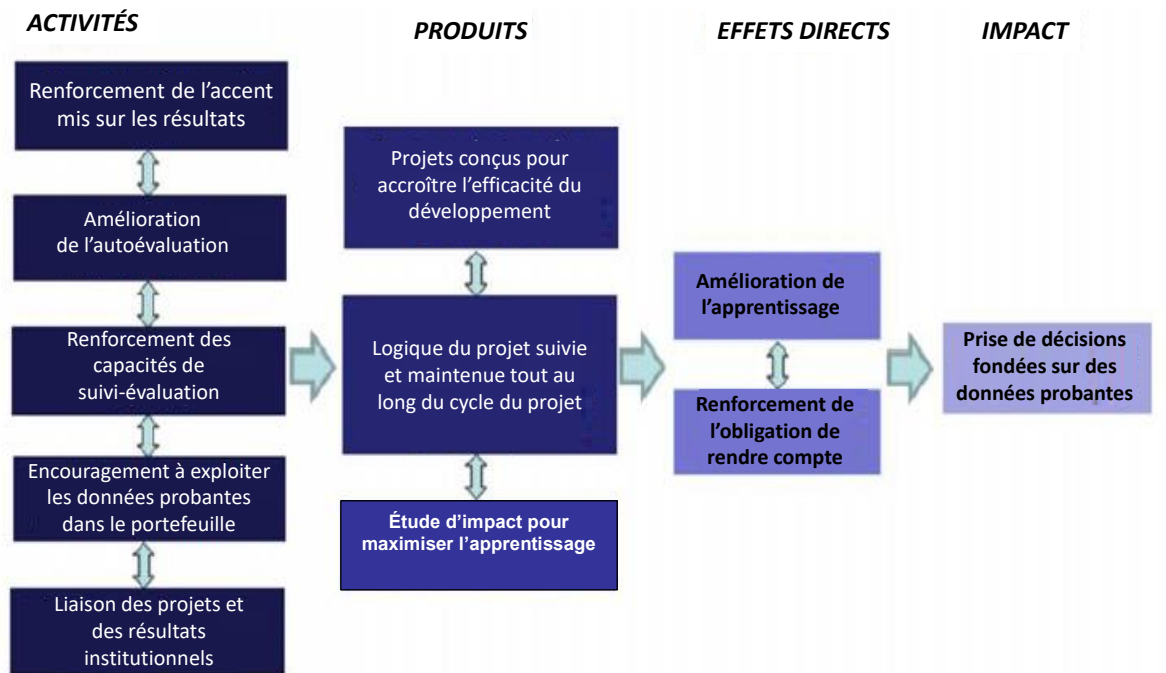 ACTIVITÉS
PRODUITS
EFFETS DIRECTS
IMPACT
Renforcement de l’accent
mis sur les résultats
Amélioration
de l’autoévaluation
Renforcement des
capacités de
suivi-évaluation
Encouragement à exploiter
les données probantes
dans le portefeuille
Liaison des projets et
des résultats
institutionnels
Projets conçus pour
accroître l’efficacité du
développement
Logique du projet suivie
et maintenue tout au
long du cycle du projet
Étude d’impact pour
maximiser l’apprentissage
Amélioration de
l’apprentissage
Renforcement de
l’obligation de
rendre compte
Prise de décisions
fondées sur des
données probantes